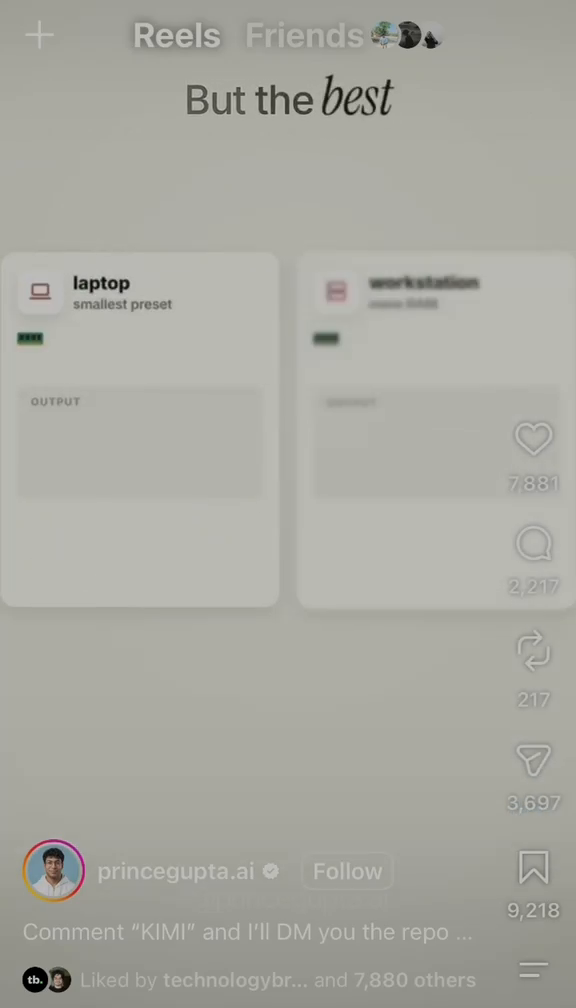 Reels Friends
But the best
laptop
smallest preset
workstation
OUTPUT
7,881
2,217
217
3,697
princegupta.ai Follow
9,218
Comment “KIMI” and I’ll DM you the repo ...
tb. Liked by technologybr... and 7,880 others